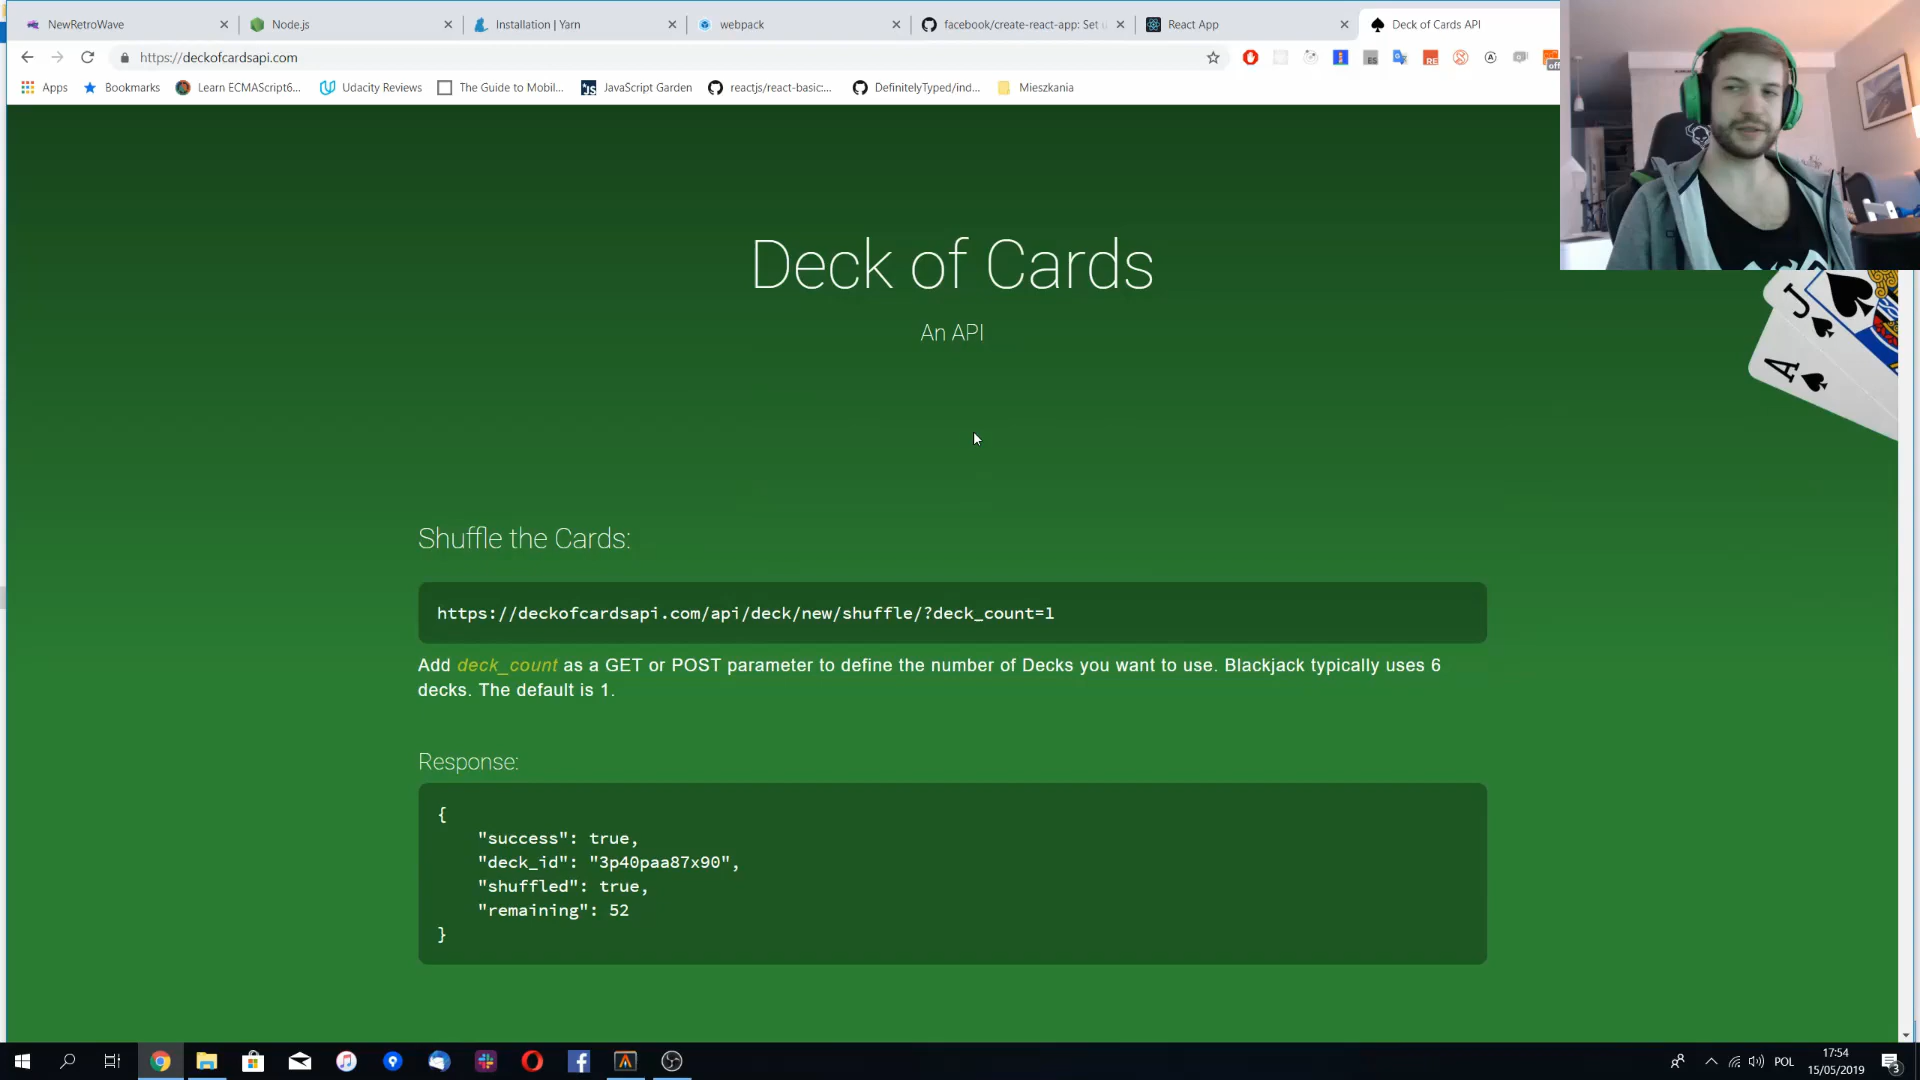 NewRetroWave
Node.js
Installation | Yarn
webpack
facebook/create-react-app: Set u
React App
Deck of Cards API
https://deckofcardsapi.com
ES
RE
off
Apps
Bookmarks
Learn ECMAScript6...
Udacity Reviews
The Guide to Mobil...
JavaScript Garden
reactjs/react-basic:...
DefinitelyTyped/ind...
Mieszkania
Deck of Cards
An API
J
A
Shuffle the Cards:
https://deckofcardsapi.com/api/deck/new/shuffle/?deck_count=1
Add deck_count as a GET or POST parameter to define the number of Decks you want to use. Blackjack typically uses 6
decks. The default is 1.
Response:
{
"success": true,
"deck_id": "3p40paa87x90",
"shuffled": true,
"remaining": 52
}
POL
17:54
15/05/2019
3